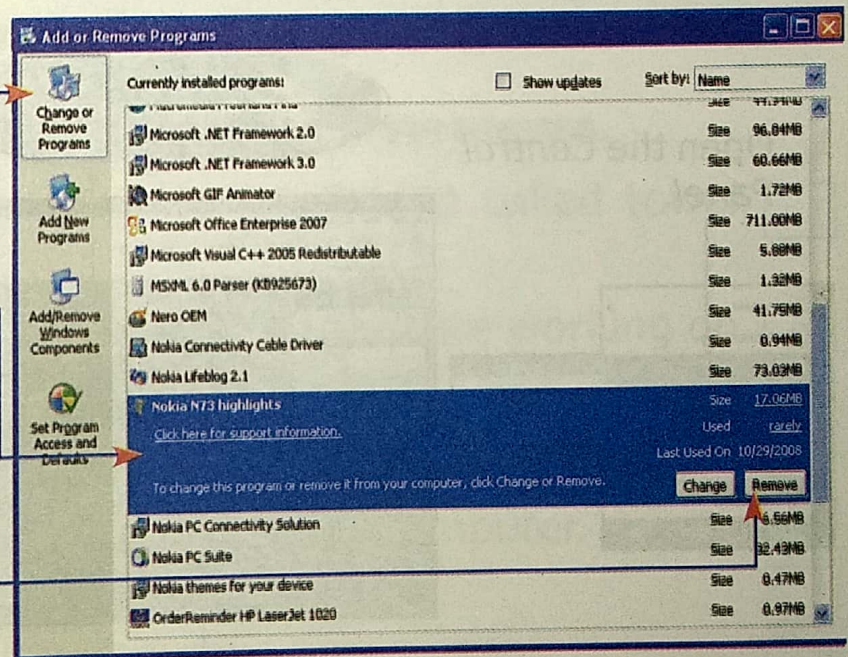 Add or Remove Programs
Change or
Remove
Programs
Add New
Programs
Add/Remove
Windows
Components
Set Program
Access and
Defaults
Currently installed programs:
Show updates
Sort by: Name
Microsoft .NET Framework 2.0 Size 96.84MB
Microsoft .NET Framework 3.0 Size 60.66MB
Microsoft GIF Animator Size 1.72MB
Microsoft Office Enterprise 2007 Size 711.00MB
Microsoft Visual C++ 2005 Redistributable Size 5.88MB
MSXML 6.0 Parser (KB925673) Size 1.32MB
Nero OEM Size 41.75MB
Nokia Connectivity Cable Driver Size 0.94MB
Nokia Lifeblog 2.1 Size 73.03MB
Nokia N73 highlights Size 17.06MB
Click here for support information. Used rarely
Last Used On 10/29/2008
To change this program or remove it from your computer, click Change or Remove. Change Remove
Nokia PC Connectivity Solution Size 6.56MB
Nokia PC Suite Size 32.43MB
Nokia themes for your device Size 0.47MB
OrderReminder HP LaserJet 1020 Size 0.97MB